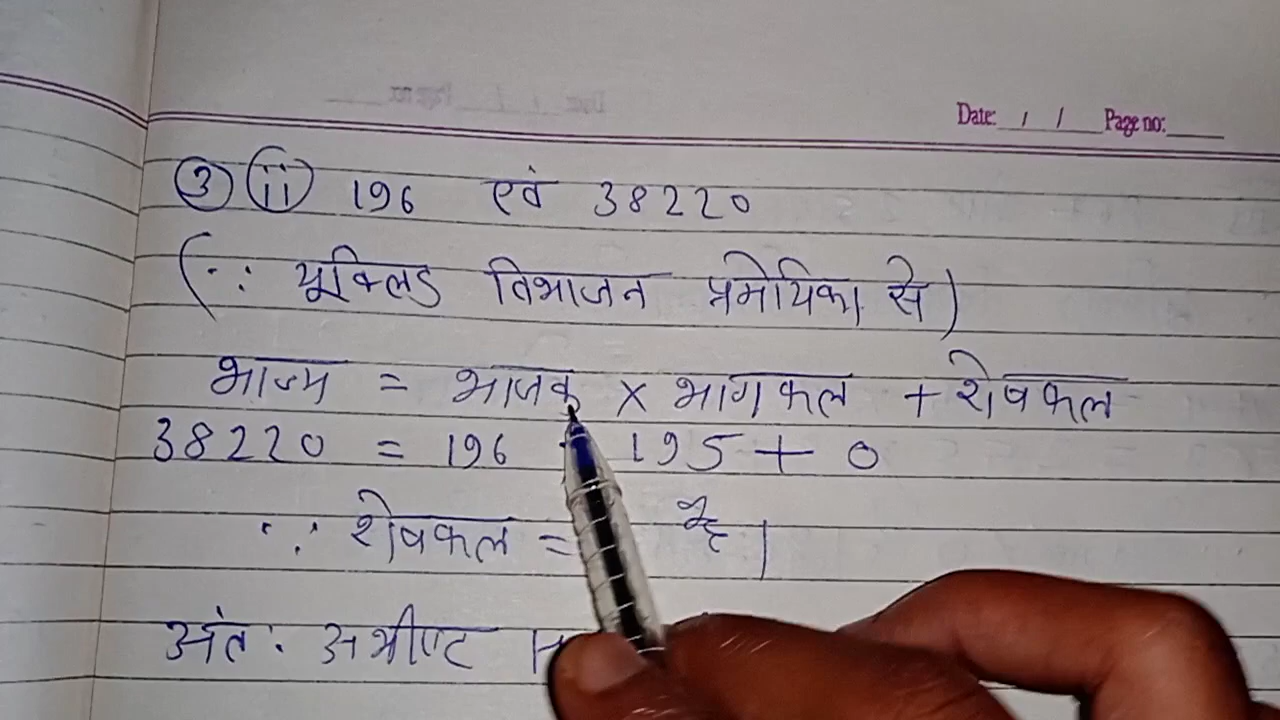 Date: / / Page no:
③ (ii) 196 एवं 38220
(∵ यूक्लिड विभाजन प्रमेयिका से)
भाज्य = भाजक × भागफल + शेषफल
38220 = 196 195 + 0
∵ शेषफल = है।
अंत: अभीष्ट H